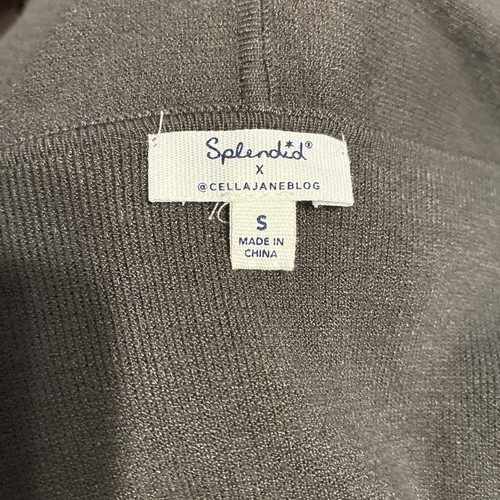 Splendid®
X
@CELLAJANEBLOG
S
MADE IN
CHINA